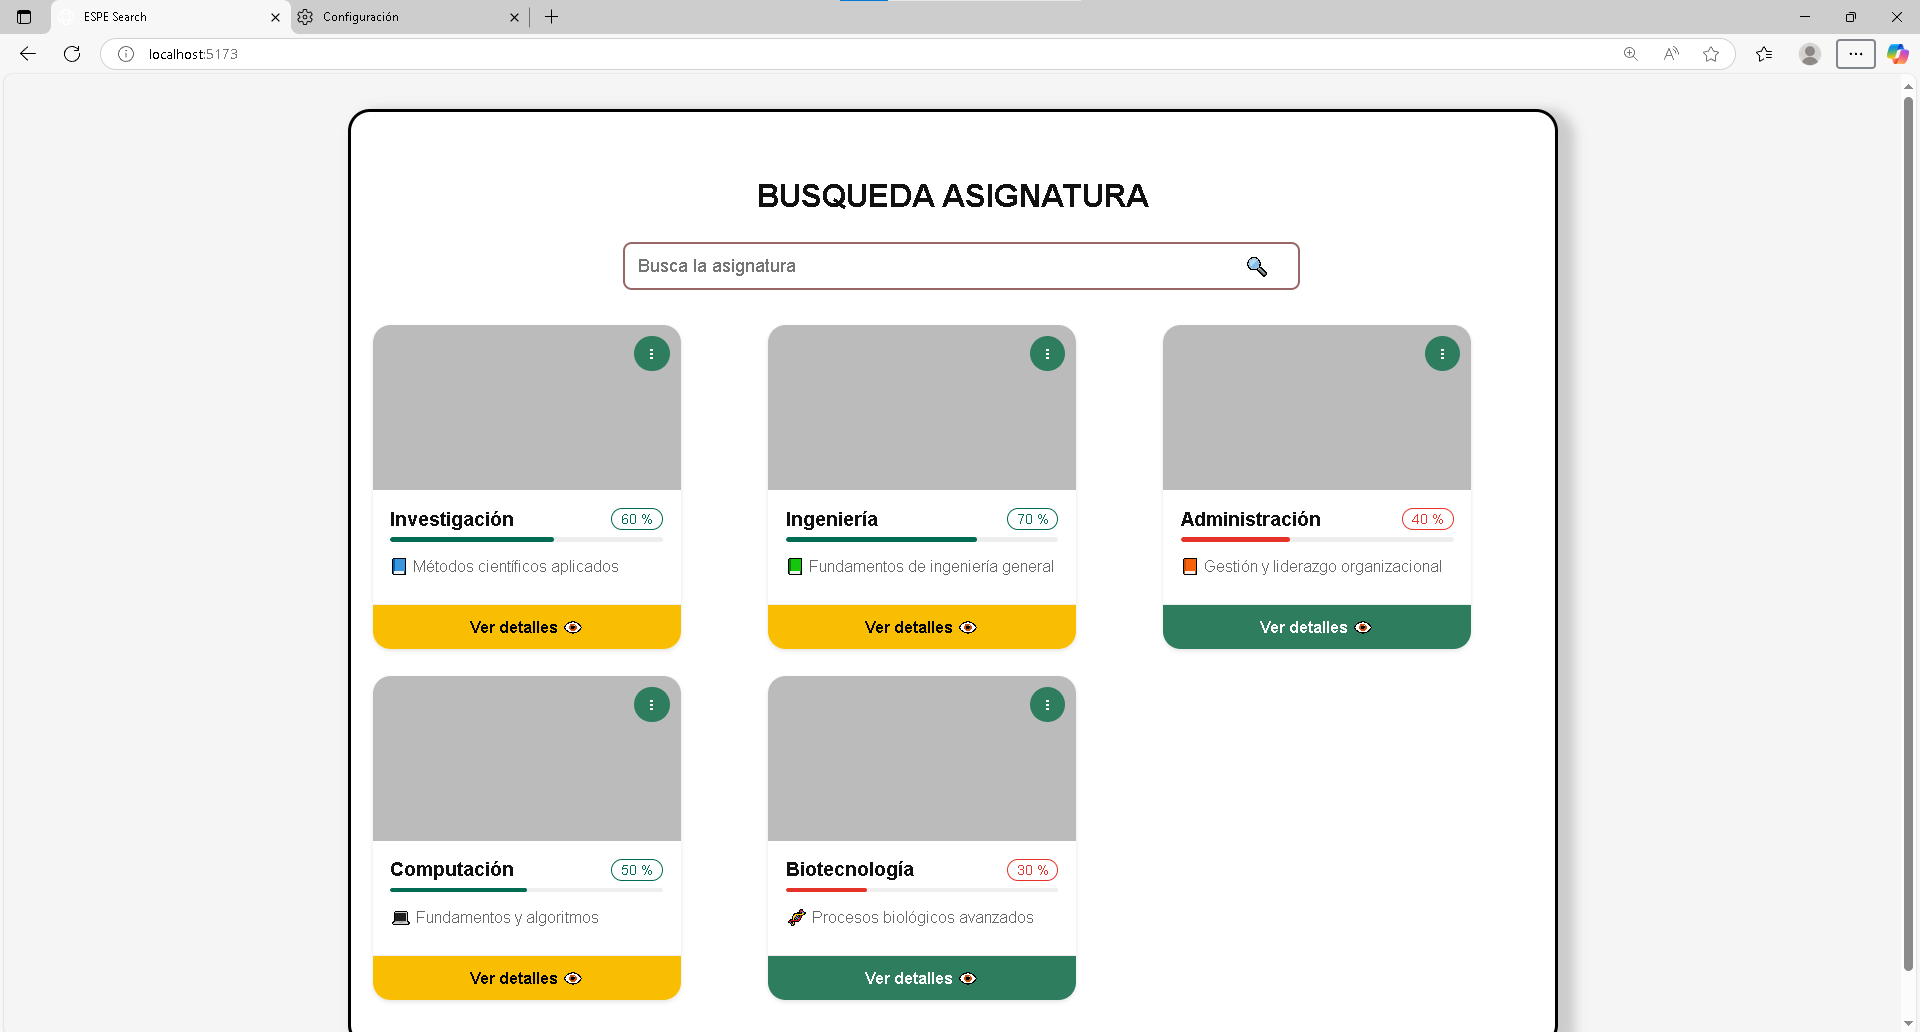 ESPE Search
Configuración
localhost:5173
BUSQUEDA ASIGNATURA
Busca la asignatura
Investigación 60 %
Métodos científicos aplicados
Ver detalles
Ingeniería 70 %
Fundamentos de ingeniería general
Ver detalles
Administración 40 %
Gestión y liderazgo organizacional
Ver detalles
Computación 50 %
Fundamentos y algoritmos
Ver detalles
Biotecnología 30 %
Procesos biológicos avanzados
Ver detalles